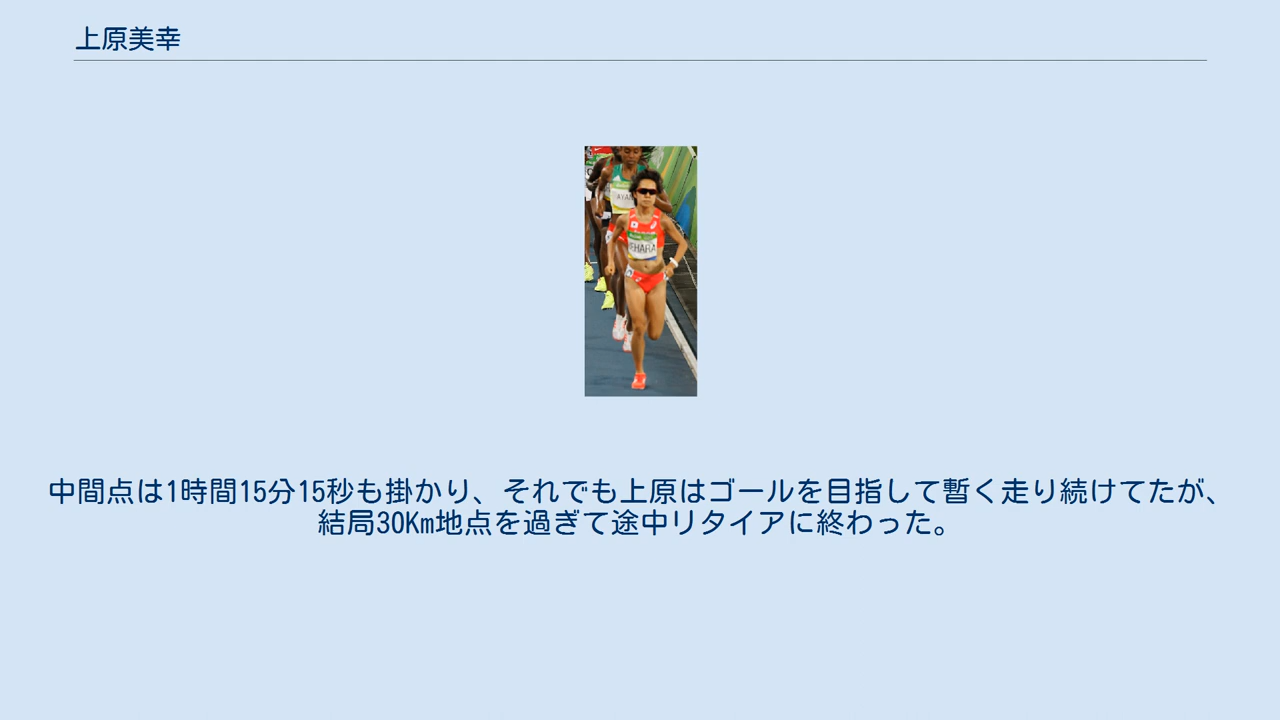 上原美幸
AYA
EHARA
中間点は1時間15分15秒も掛かり、それでも上原はゴールを目指して暫く走り続けてたが、
結局30Km地点を過ぎて途中リタイアに終わった。